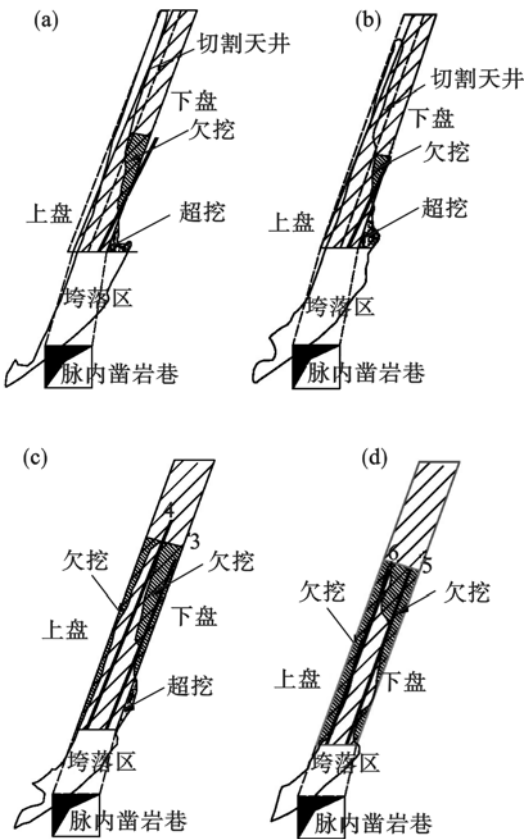 (a)
切割天井
下盘
欠挖
上盘
超挖
垮落区
脉内凿岩巷
(b)
切割天井
下盘
欠挖
上盘
超挖
垮落区
脉内凿岩巷
(c)
4
3
欠挖
欠挖
上盘
下盘
超挖
垮落区
脉内凿岩巷
(d)
6
5
欠挖
欠挖
上盘
下盘
垮落区
脉内凿岩巷